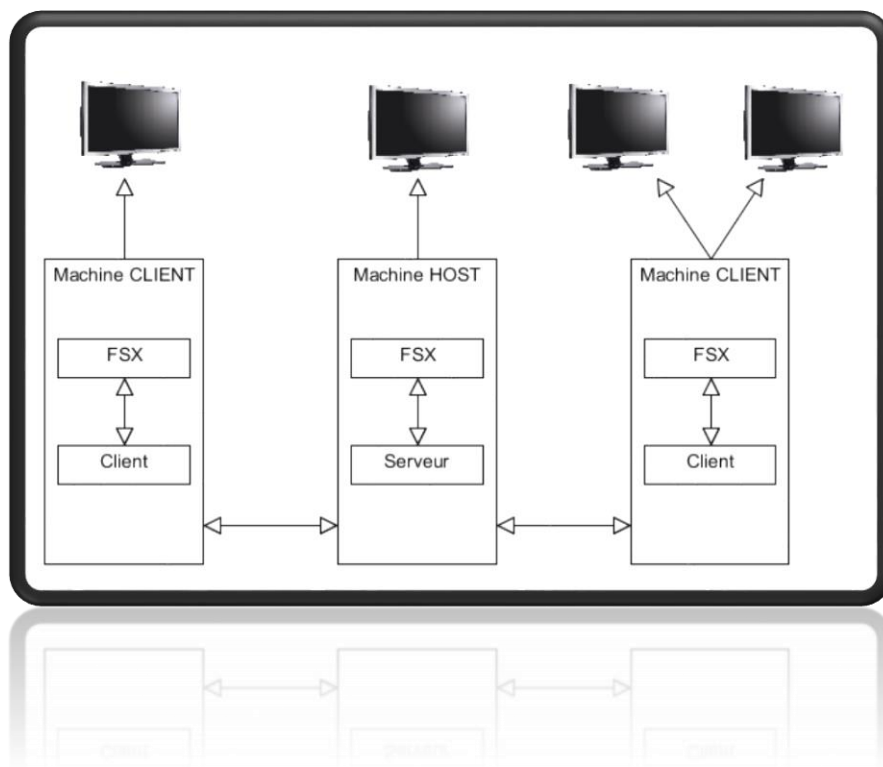 Machine CLIENT
FSX
Client
Machine HOST
FSX
Serveur
Machine CLIENT
FSX
Client